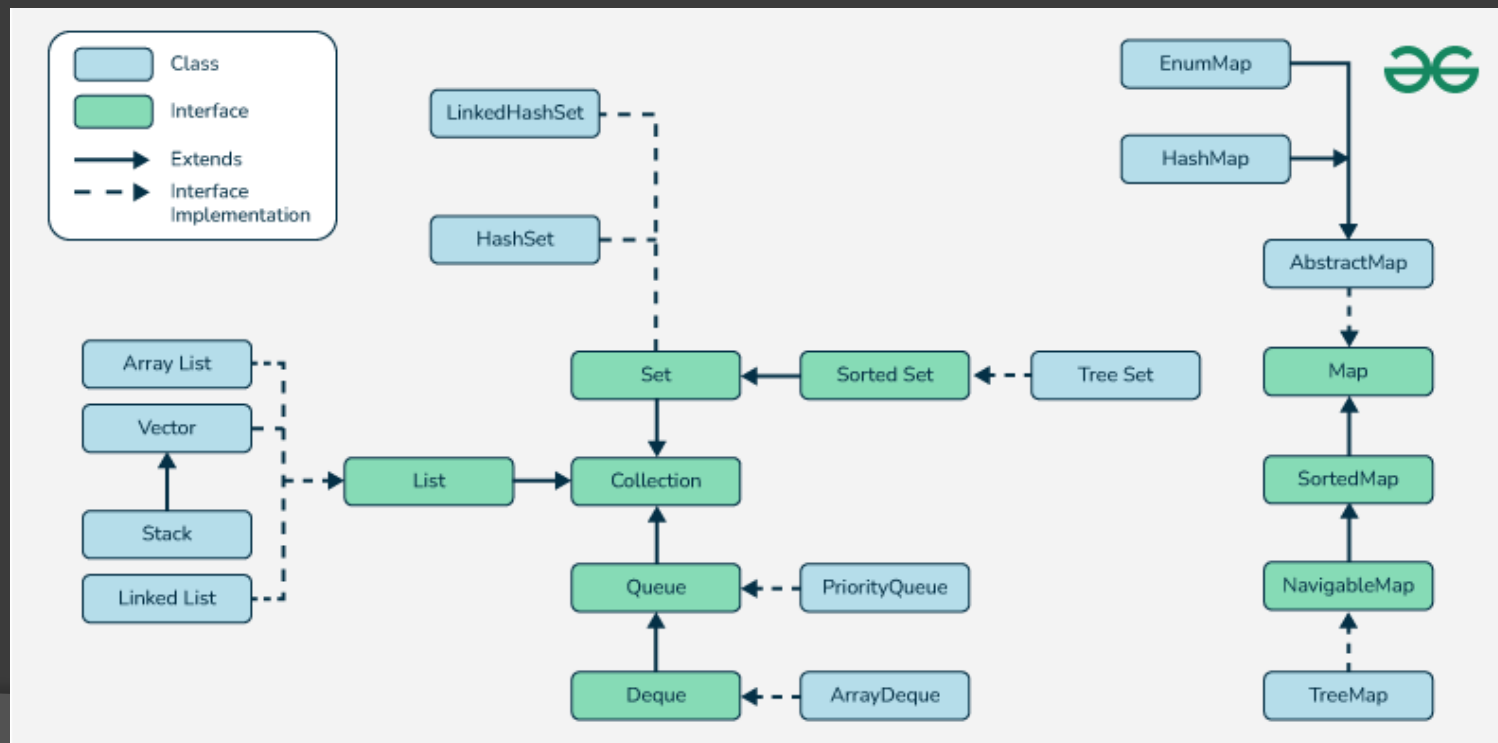 Class
Interface
Extends
Interface
Implementation
LinkedHashSet
HashSet
EnumMap
HashMap
AbstractMap
Array List
Vector
Stack
Linked List
List
Set
Sorted Set
Tree Set
Collection
Queue
PriorityQueue
Deque
ArrayDeque
Map
SortedMap
NavigableMap
TreeMap